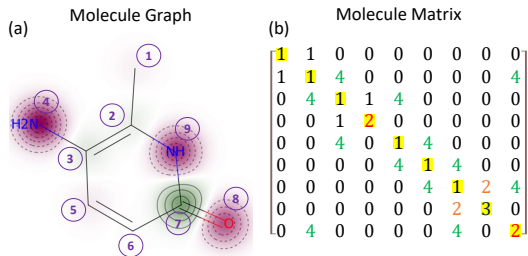 Molecule Graph
Molecule Matrix
(a)
(b)
1
4
H2N
2
9
NH
3
8
O
5
7
6
1 1 0 0 0 0 0 0 0
1 1 4 0 0 0 0 0 4
0 4 1 1 4 0 0 0 0
0 0 1 2 0 0 0 0 0
0 0 4 0 1 4 0 0 0
0 0 0 0 4 1 4 0 0
0 0 0 0 0 4 1 2 4
0 0 0 0 0 0 2 3 0
0 4 0 0 0 0 4 0 2